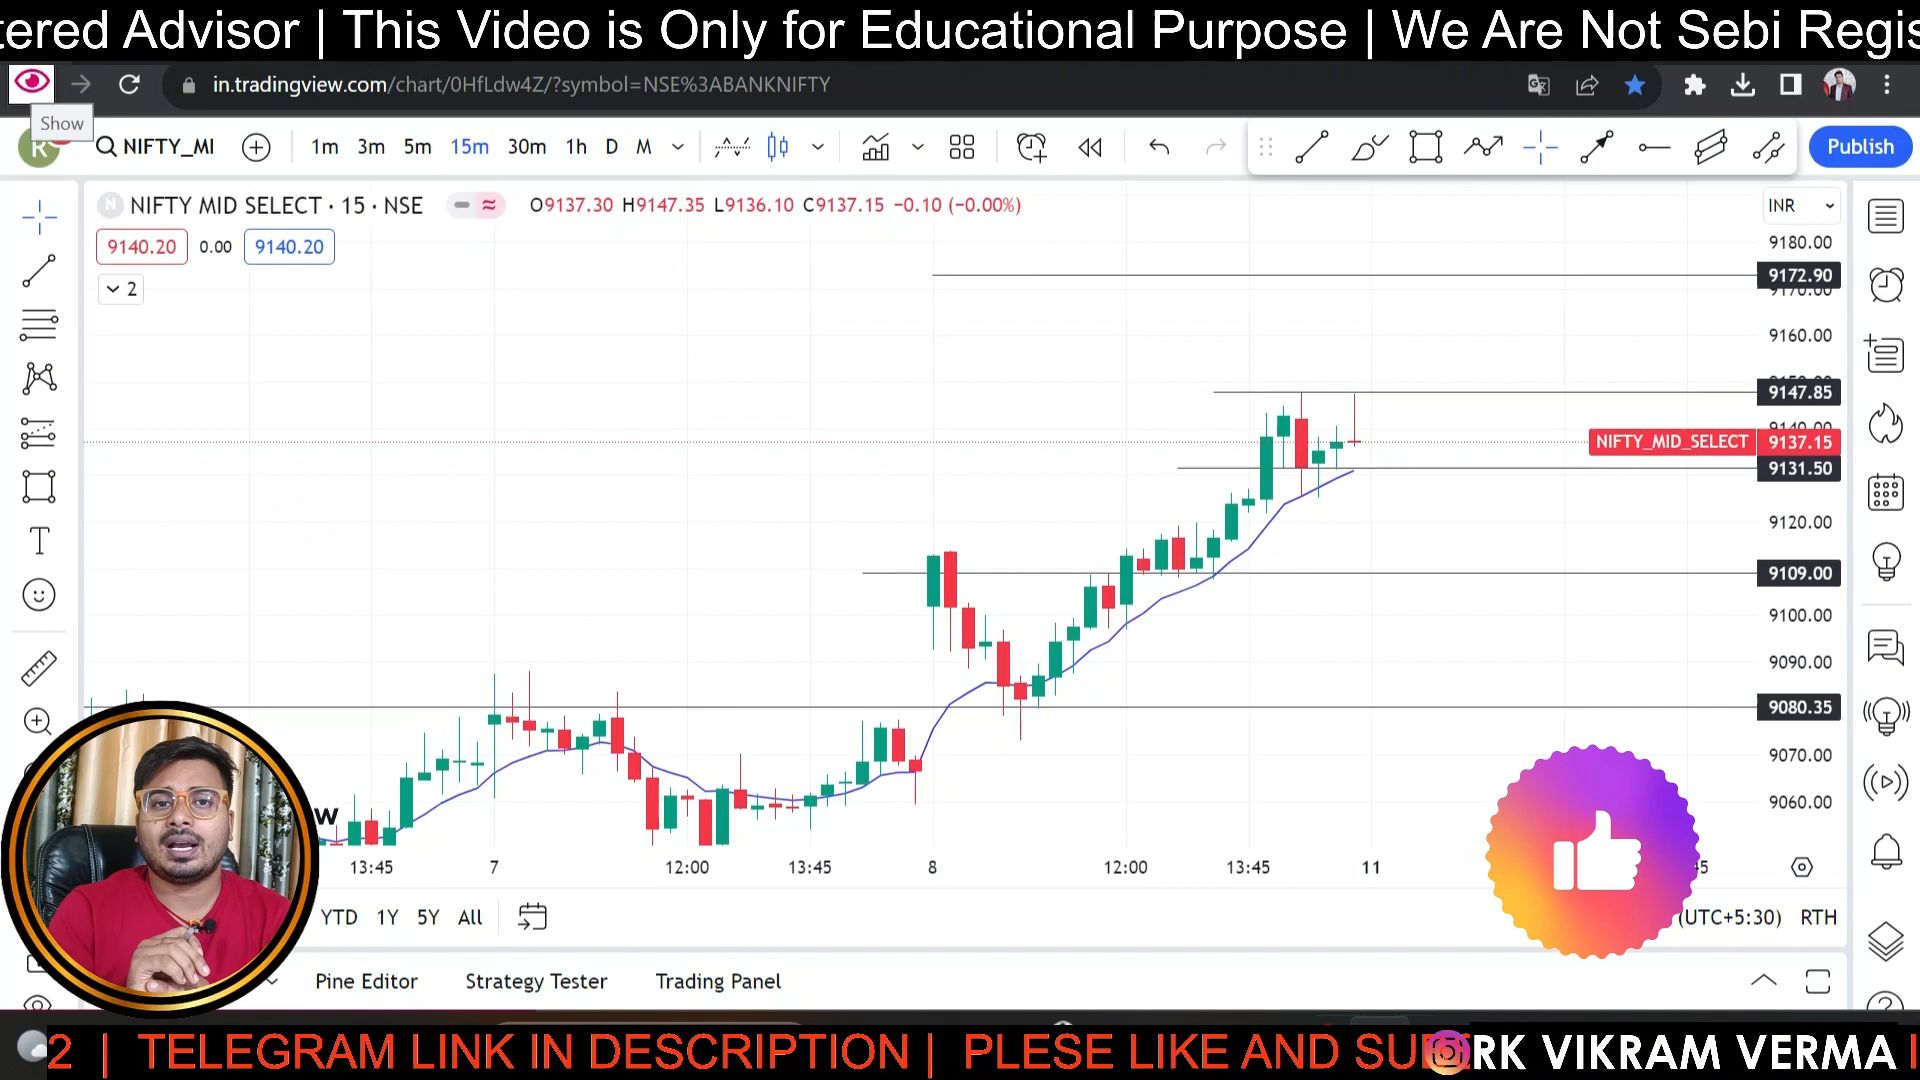 tered Advisor | This Video is Only for Educational Purpose | We Are Not Sebi Regis
in.tradingview.com/chart/0HfLdw4Z/?symbol=NSE%3ABANKNIFTY
Show
R
NIFTY_MI
1m 3m 5m 15m 30m 1h D M
Publish
N NIFTY MID SELECT · 15 · NSE
O9137.30 H9147.35 L9136.10 C9137.15 −0.10 (−0.00%)
INR
9140.20 0.00 9140.20
2
9180.00
9172.90
9170.00
9160.00
9147.85
9140.00
NIFTY_MID_SELECT 9137.15
9131.50
9120.00
9109.00
9100.00
9090.00
9080.35
9070.00
9060.00
w
13:45 7 12:00 13:45 8 12:00 13:45 11
YTD 1Y 5Y All
(UTC+5:30) RTH
Pine Editor Strategy Tester Trading Panel
2 | TELEGRAM LINK IN DESCRIPTION | PLESE LIKE AND SU
RK VIKRAM VERMA